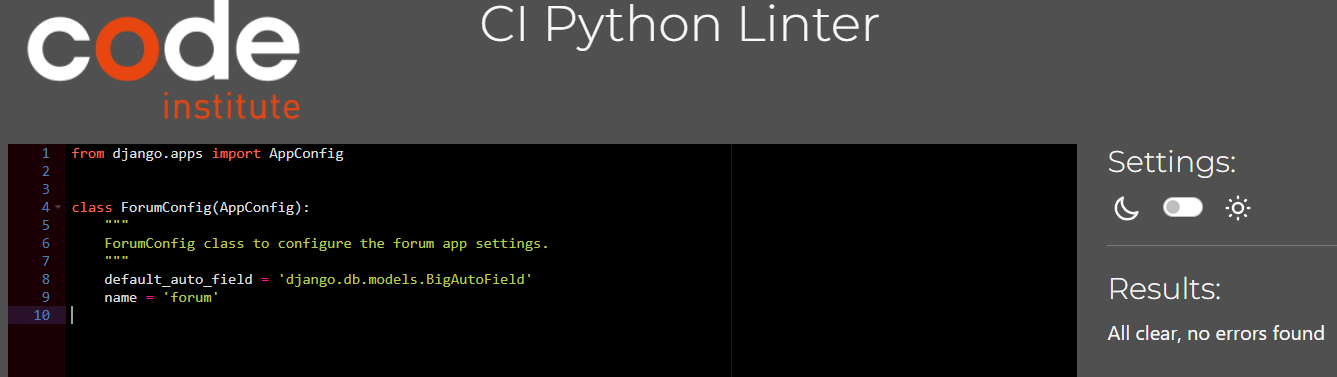 code
institute
CI Python Linter
1 from django.apps import AppConfig
2
3
4 class ForumConfig(AppConfig):
5     """
6     ForumConfig class to configure the forum app settings.
7     """
8     default_auto_field = 'django.db.models.BigAutoField'
9     name = 'forum'
10
Settings:
Results:
All clear, no errors found